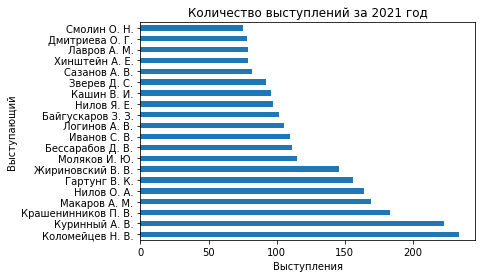 Количество выступлений за 2021 год
Смолин О. Н.
Дмитриева О. Г.
Лавров А. М.
Хинштейн А. Е.
Сазанов А. В.
Зверев Д. С.
Кашин В. И.
Нилов Я. Е.
Байгускаров З. З.
Логинов А. В.
Иванов С. В.
Бессарабов Д. В.
Моляков И. Ю.
Жириновский В. В.
Гартунг В. К.
Нилов О. А.
Макаров А. М.
Крашенинников П. В.
Куринный А. В.
Коломейцев Н. В.
Выступающий
0 50 100 150 200
Выступления